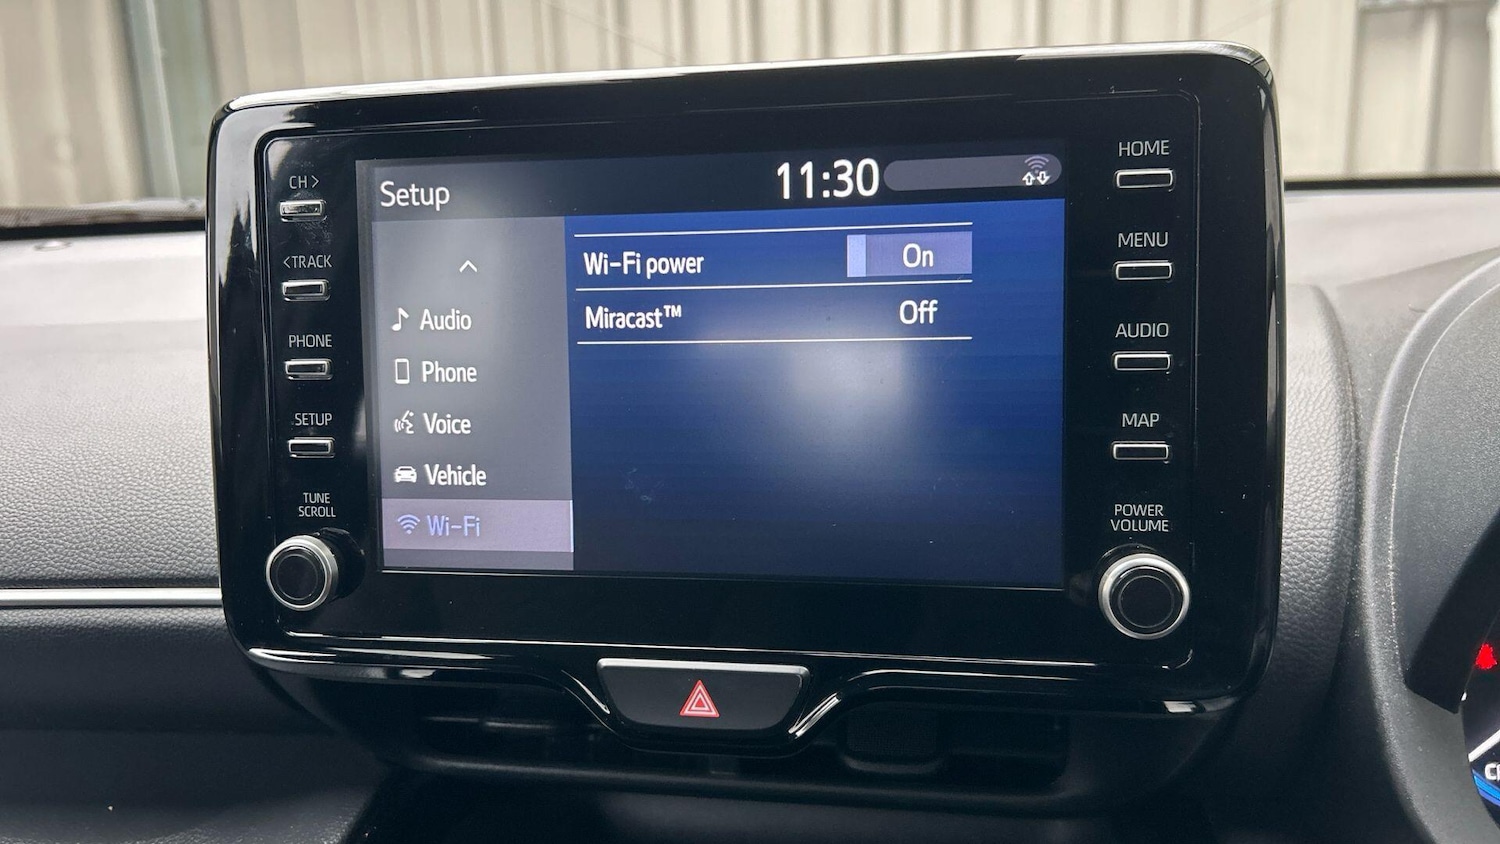 CH>
<TRACK
PHONE
SETUP
TUNE
SCROLL
Setup
11:30
Audio
Phone
Voice
Vehicle
Wi-Fi
Wi-Fi power On
Miracast™ Off
HOME
MENU
AUDIO
MAP
POWER
VOLUME